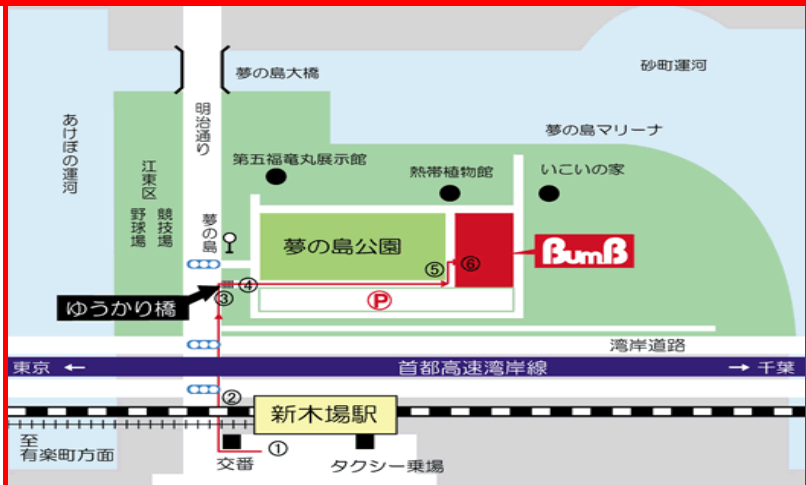 夢の島大橋
砂町運河
あけぼの運河
明治通り
夢の島マリーナ
江東区
野球場
競技場
第五福竜丸展示館
熱帯植物館
いこいの家
夢の島
夢の島公園
BumB
⑤
⑥
④
③
P
ゆうかり橋
湾岸道路
東京 ←
首都高速湾岸線
→ 千葉
②
新木場駅
①
至
有楽町方面
交番
タクシー乗場